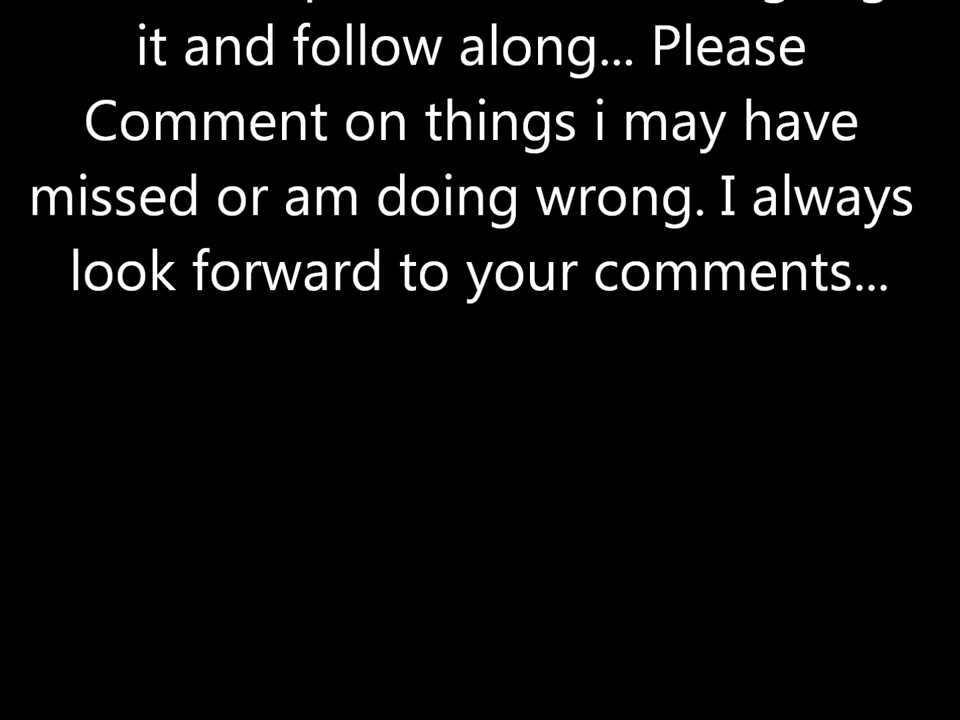 it and follow along... Please
Comment on things i may have
missed or am doing wrong. I always
look forward to your comments...